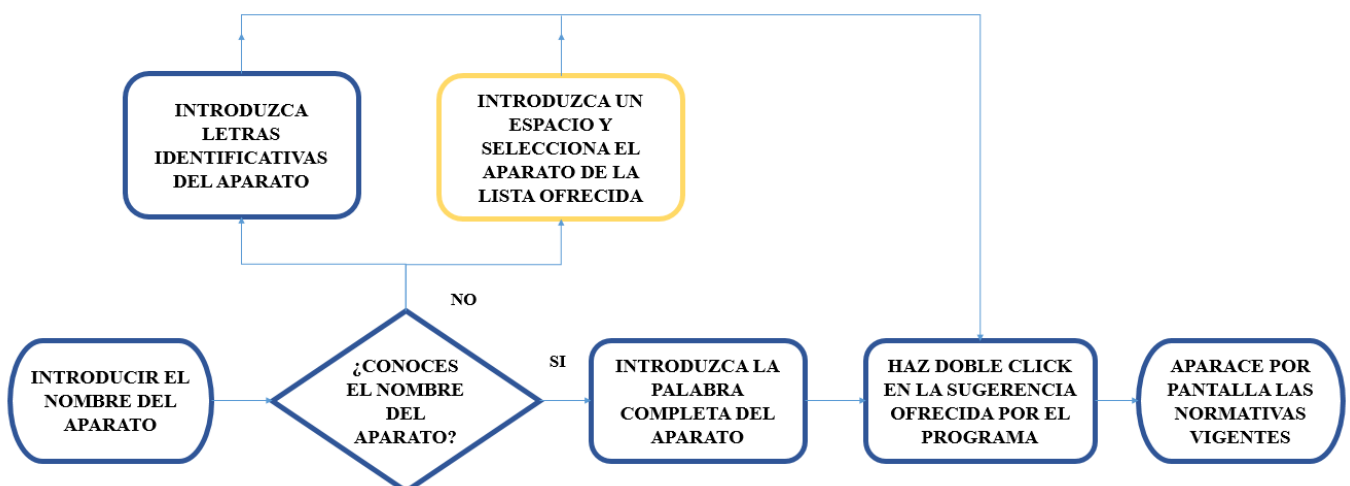 INTRODUZCA
LETRAS
IDENTIFICATIVAS
DEL APARATO
INTRODUZCA UN
ESPACIO Y
SELECCIONA EL
APARATO DE LA
LISTA OFRECIDA
NO
INTRODUCIR EL
NOMBRE DEL
APARATO
¿CONOCES
EL NOMBRE
DEL
APARATO?
SI
INTRODUZCA LA
PALABRA
COMPLETA DEL
APARATO
HAZ DOBLE CLICK
EN LA SUGERENCIA
OFRECIDA POR EL
PROGRAMA
APARACE POR
PANTALLA LAS
NORMATIVAS
VIGENTES